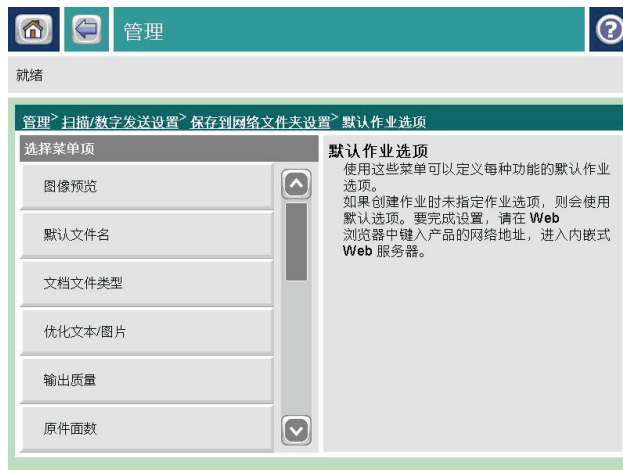 管理
就绪
管理> 扫描/数字发送设置> 保存到网络文件夹设置> 默认作业选项
选择菜单项
图像预览
默认文件名
文档文件类型
优化文本/图片
输出质量
原件面数
默认作业选项
使用这些菜单可以定义每种功能的默认作业
选项。
如果创建作业时未指定作业选项，则会使用
默认选项。要完成设置，请在 Web
浏览器中键入产品的网络地址，进入内嵌式
Web 服务器。